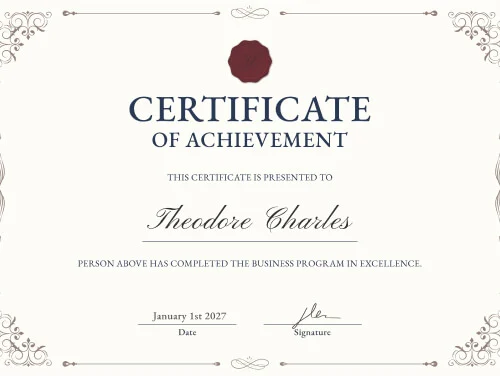 CERTIFICATE
OF ACHIEVEMENT
THIS CERTIFICATE IS PRESENTED TO
Theodore Charles
PERSON ABOVE HAS COMPLETED THE BUSINESS PROGRAM IN EXCELLENCE.
January 1st 2027
Date
Signature